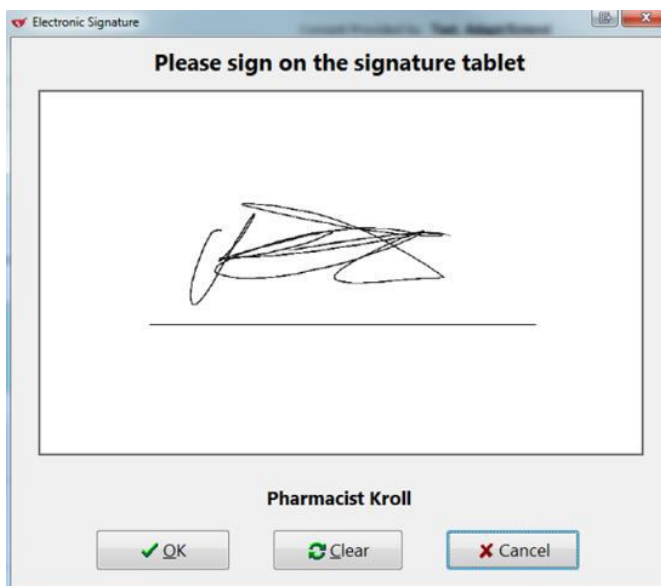 Electronic Signature
Please sign on the signature tablet
Pharmacist Kroll
OK Clear Cancel